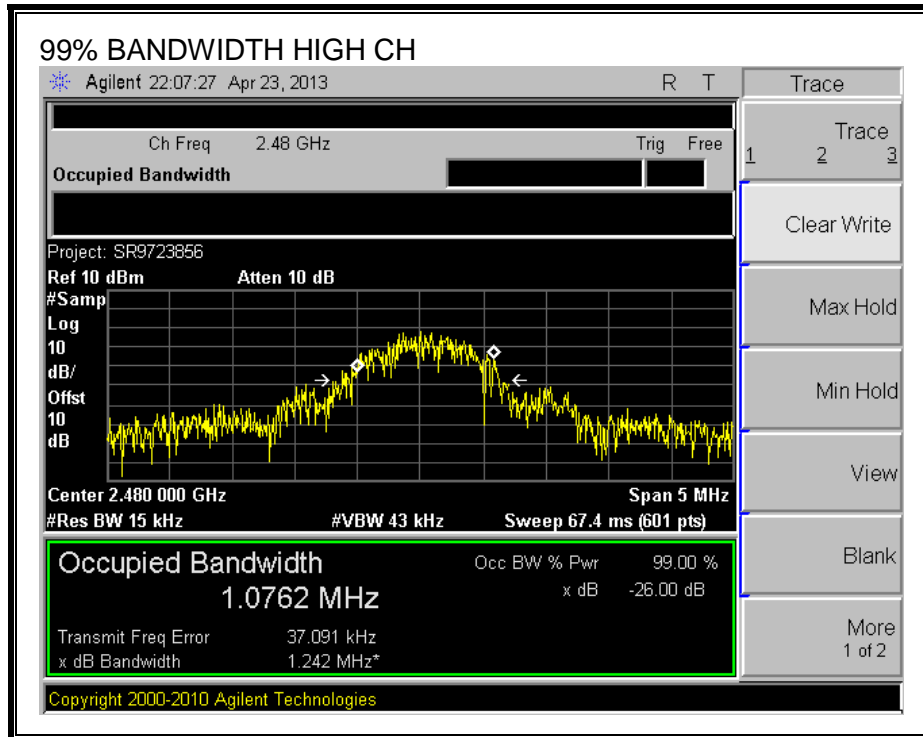 99% BANDWIDTH HIGH CH
Agilent 22:07:27 Apr 23, 2013 R T
Trace
Ch Freq 2.48 GHz Trig Free
Occupied Bandwidth
Trace
1 2 3
Clear Write
Max Hold
Min Hold
View
Blank
More
1 of 2
Project: SR9723856
Ref 10 dBm Atten 10 dB
#Samp
Log
10
dB/
Offst
10
dB
Center 2.480 000 GHz Span 5 MHz
#Res BW 15 kHz #VBW 43 kHz Sweep 67.4 ms (601 pts)
Occupied Bandwidth
1.0762 MHz
Occ BW % Pwr 99.00 %
x dB -26.00 dB
Transmit Freq Error 37.091 kHz
x dB Bandwidth 1.242 MHz*
Copyright 2000-2010 Agilent Technologies